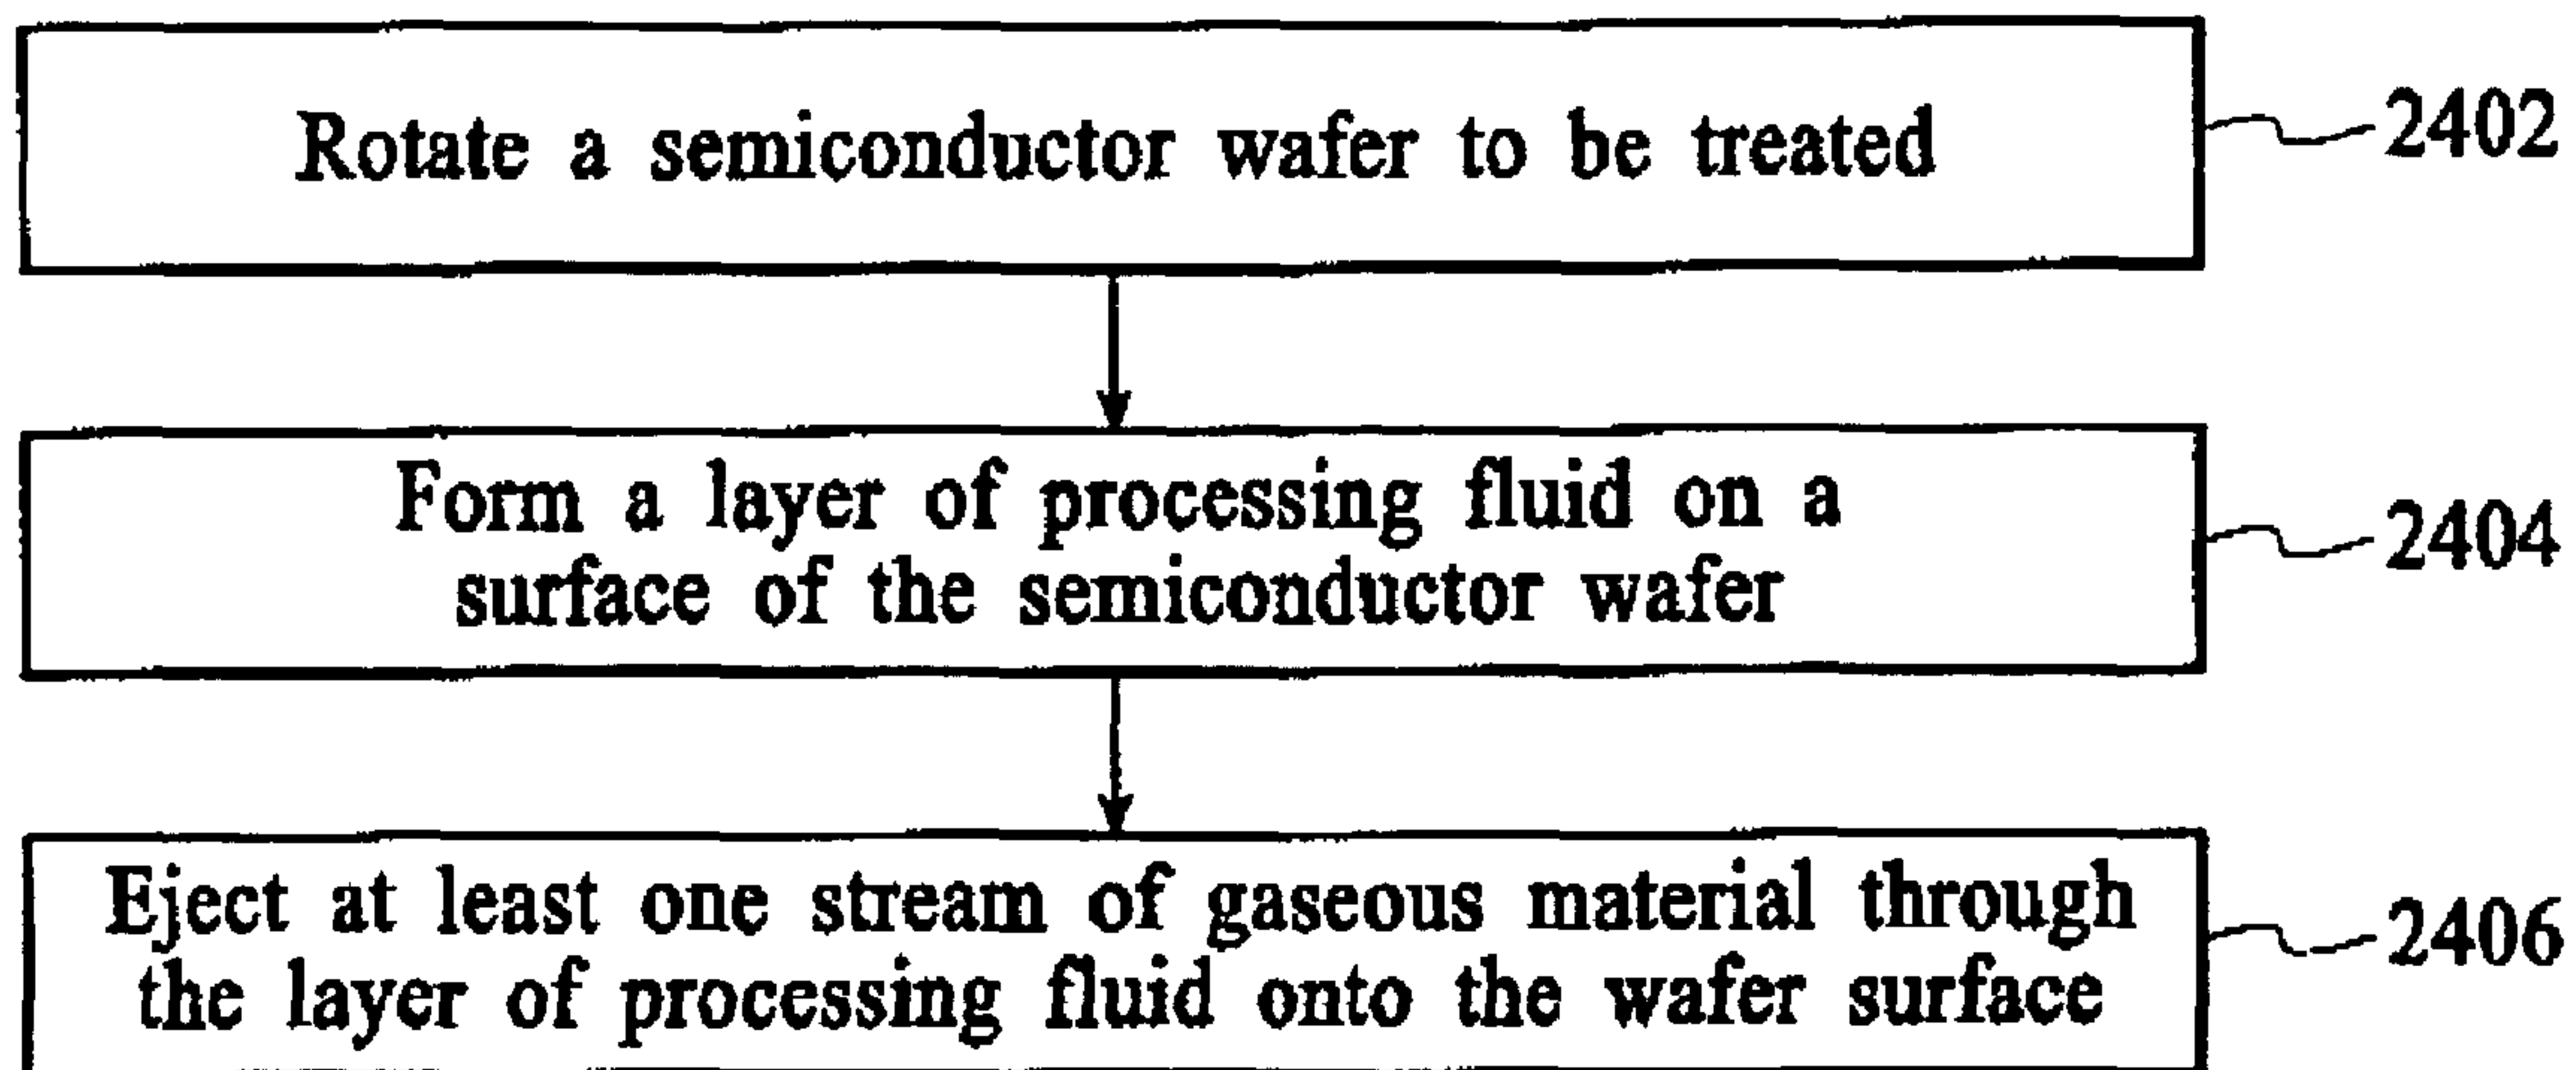 Rotate a semiconductor wafer to be treated
2402
Form a layer of processing fluid on a
surface of the semiconductor wafer
2404
Eject at least one stream of gaseous material through
the layer of processing fluid onto the wafer surface
2406